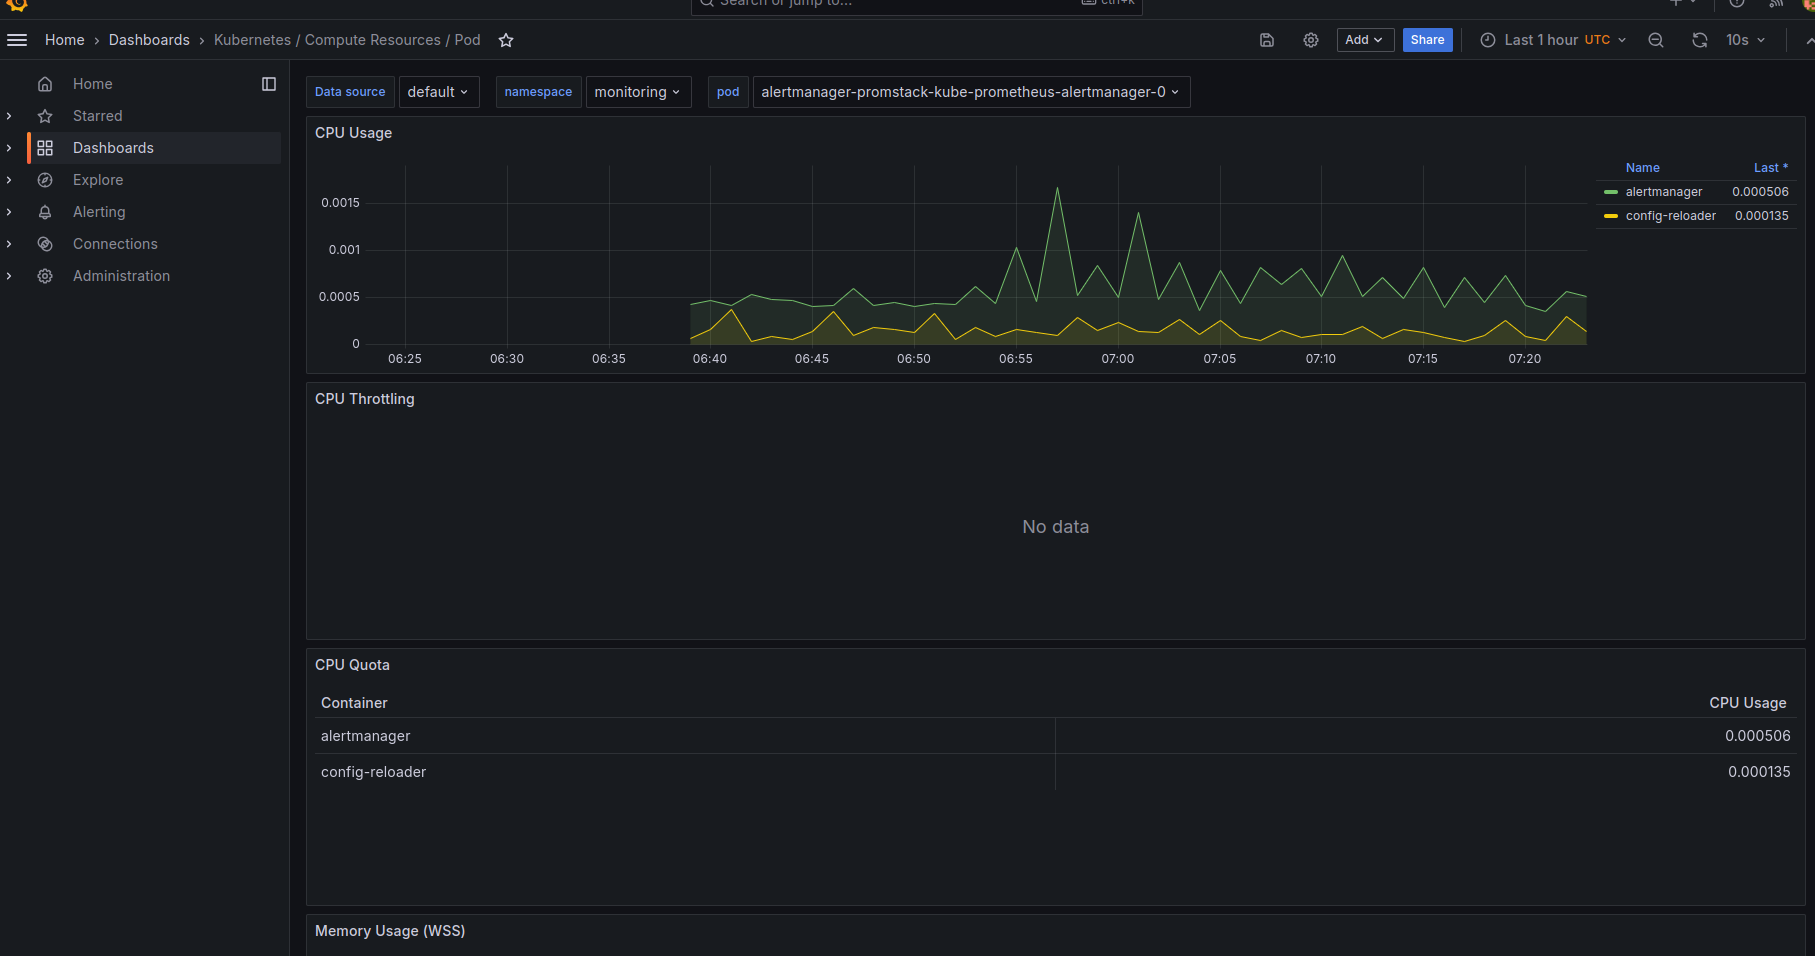 Search or jump to... ctrl+k
Home › Dashboards › Kubernetes / Compute Resources / Pod
Add Share Last 1 hour UTC 10s
Home
Starred
Dashboards
Explore
Alerting
Connections
Administration
Data source default namespace monitoring pod alertmanager-promstack-kube-prometheus-alertmanager-0
CPU Usage
0.0015
0.001
0.0005
0
06:25 06:30 06:35 06:40 06:45 06:50 06:55 07:00 07:05 07:10 07:15 07:20
Name Last *
alertmanager 0.000506
config-reloader 0.000135
CPU Throttling
No data
CPU Quota
Container CPU Usage
alertmanager 0.000506
config-reloader 0.000135
Memory Usage (WSS)